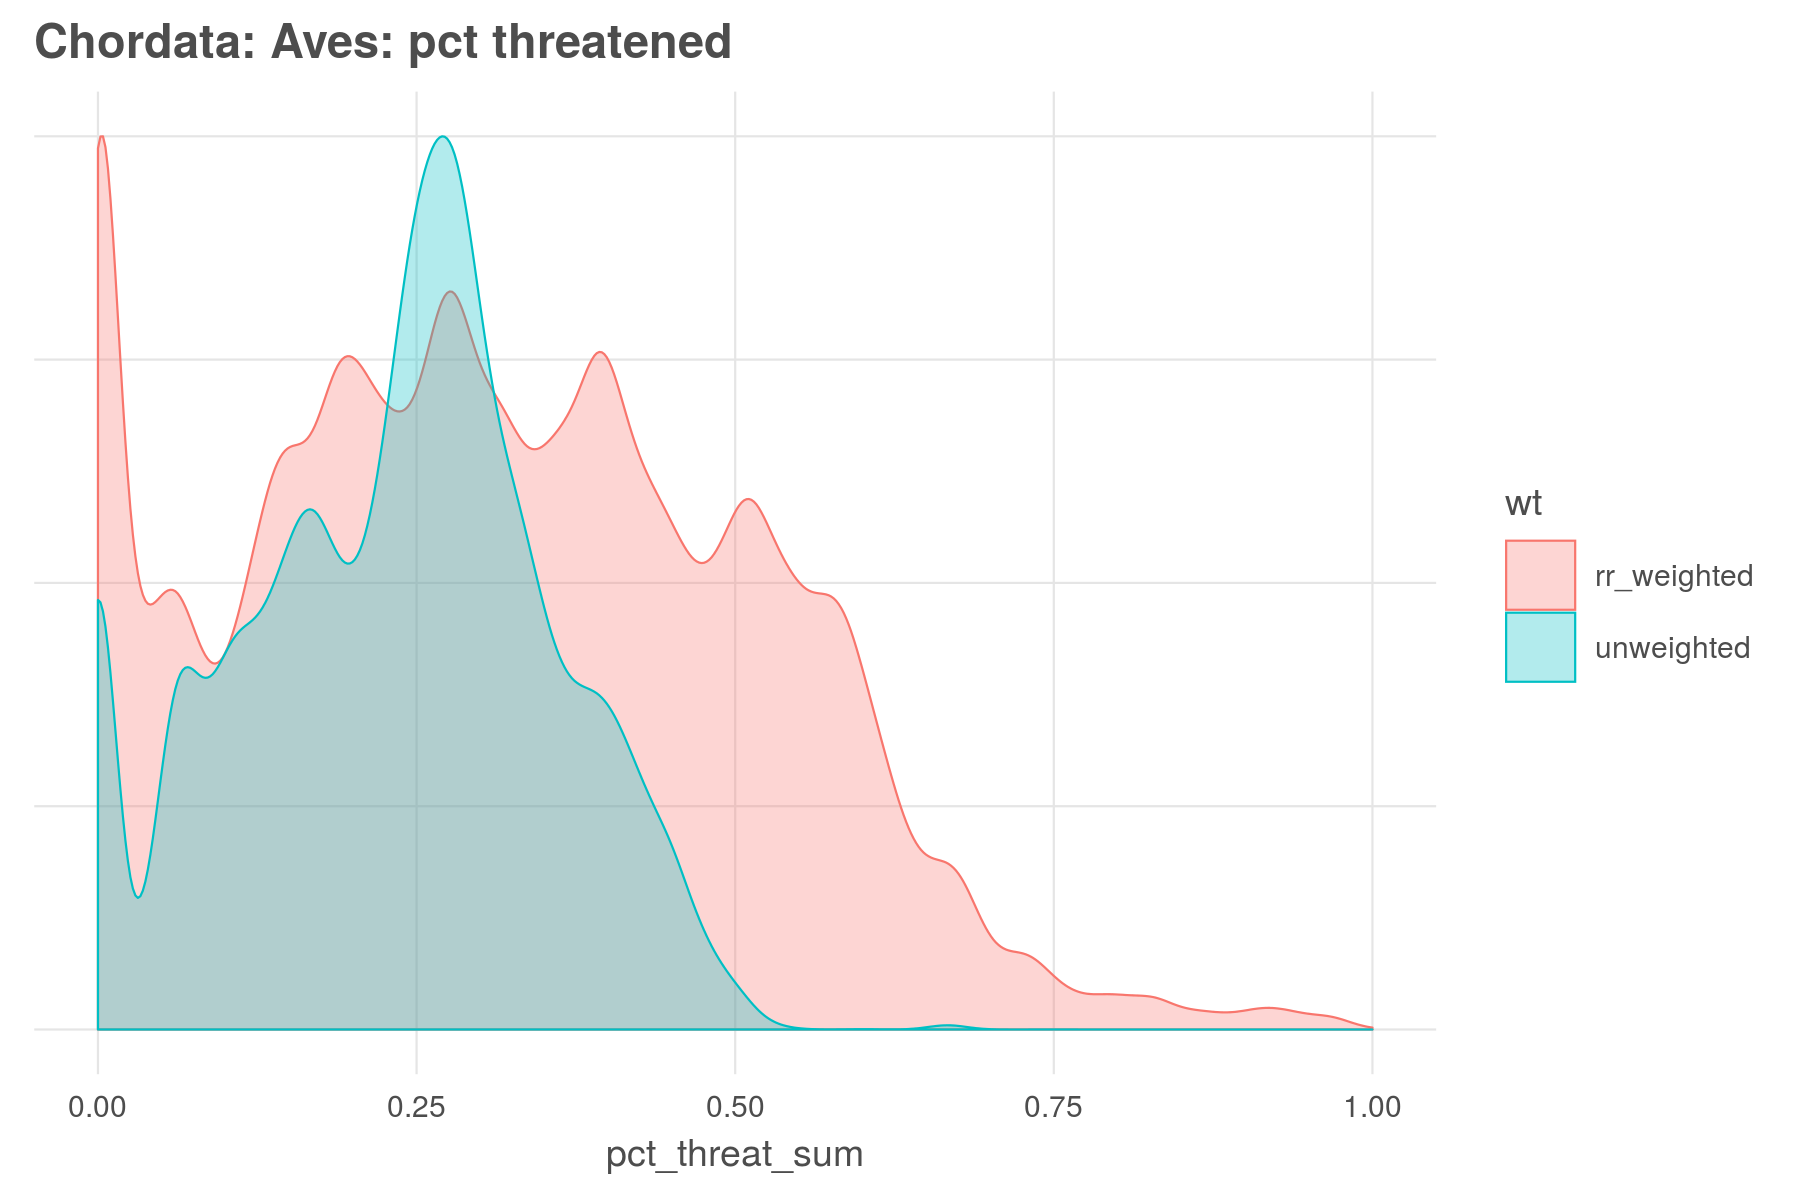 Chordata: Aves: pct threatened
wt
rr_weighted
unweighted
0.00 0.25 0.50 0.75 1.00
pct_threat_sum